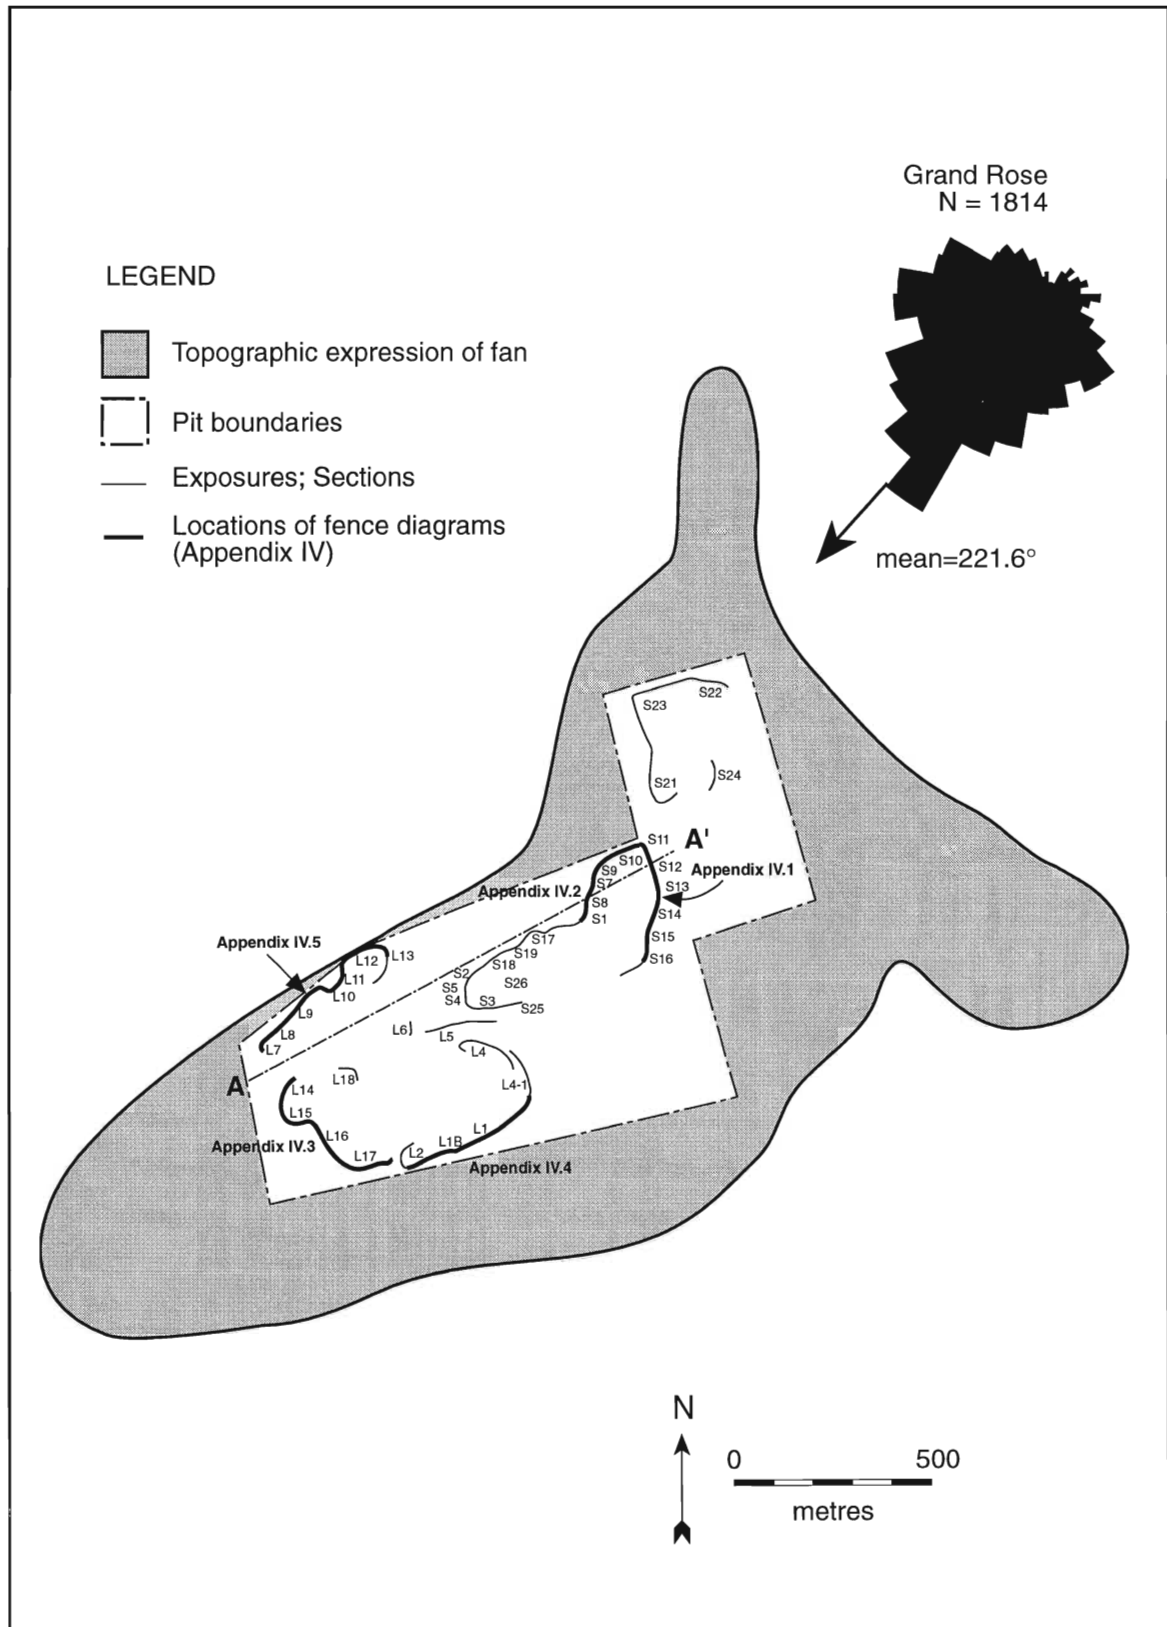 Grand Rose
N = 1814
LEGEND
Topographic expression of fan
Pit boundaries
Exposures; Sections
Locations of fence diagrams
(Appendix IV)
mean=221.6°
S22
S23
S21
S24
S11
A'
S10
S12
S9
Appendix IV.1
S7
S13
Appendix IV.2
S8
S14
S1
S15
S17
Appendix IV.5
S19
L13
L12
S16
S18
S2
L11
S26
S5
L10
S4
S3
S25
L9
L6
L8
L5
L7
L4
L18
A
L14
L4-1
L15
L16
L1
Appendix IV.3
L1B
L17
L2
Appendix IV.4
N
0 500
metres